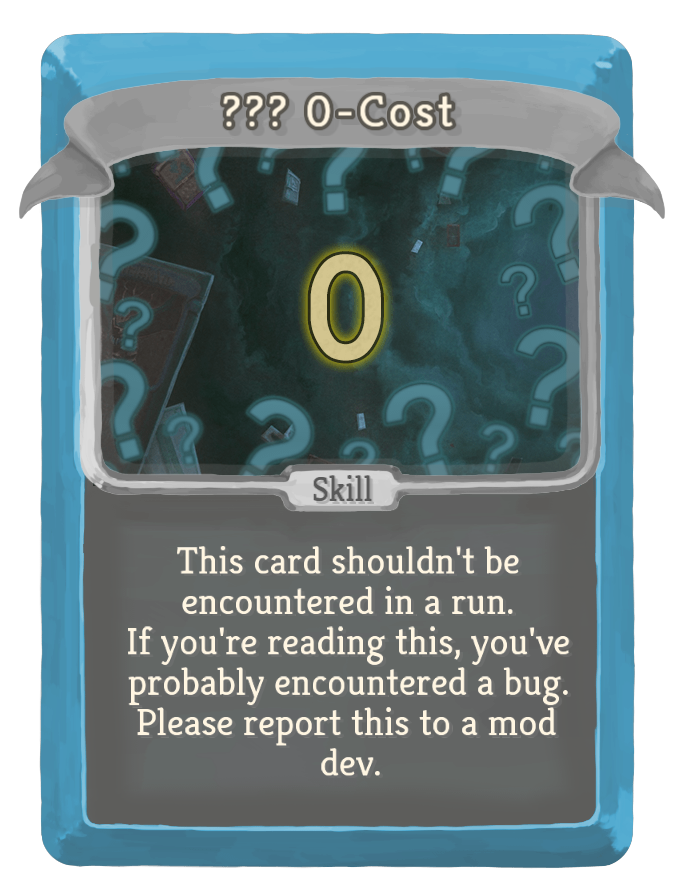 ??? 0-Cost
0
Skill
This card shouldn't be
encountered in a run.
If you're reading this, you've
probably encountered a bug.
Please report this to a mod
dev.